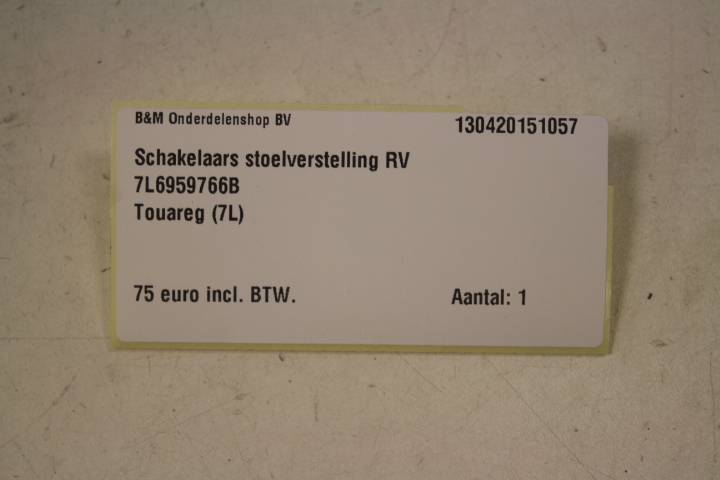 B&M Onderdelenshop BV 130420151057
Schakelaars stoelverstelling RV
7L6959766B
Touareg (7L)
75 euro incl. BTW. Aantal: 1